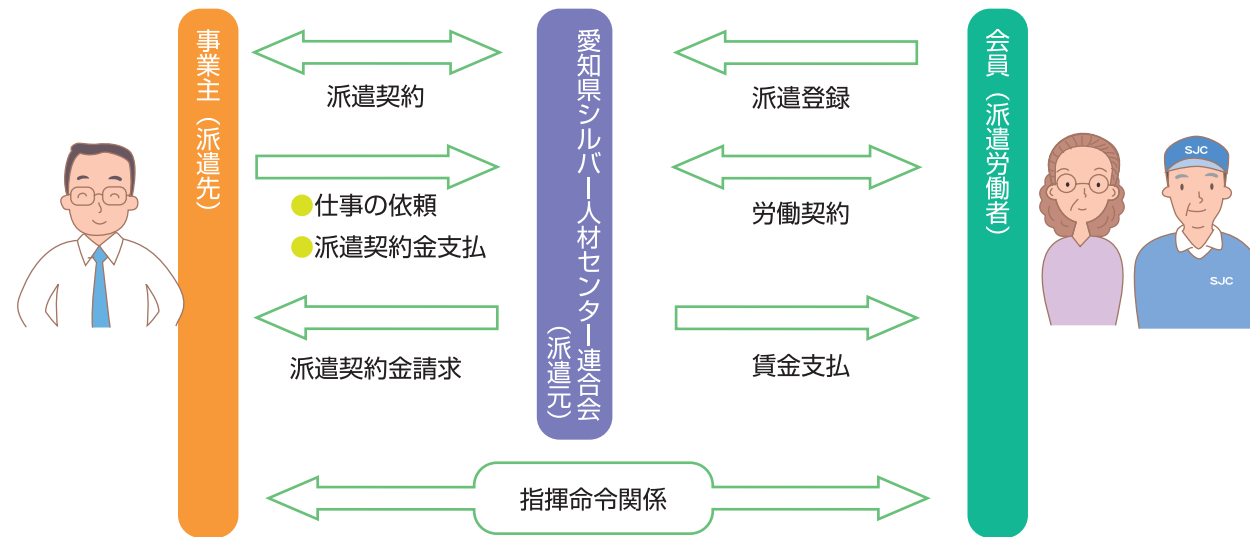 事業主（派遣先）
派遣契約
●仕事の依頼
●派遣契約金支払
派遣契約金請求
愛知県シルバー人材センター連合会
（派遣元）
派遣登録
労働契約
賃金支払
指揮命令関係
会員（派遣労働者）
SJC
SJC